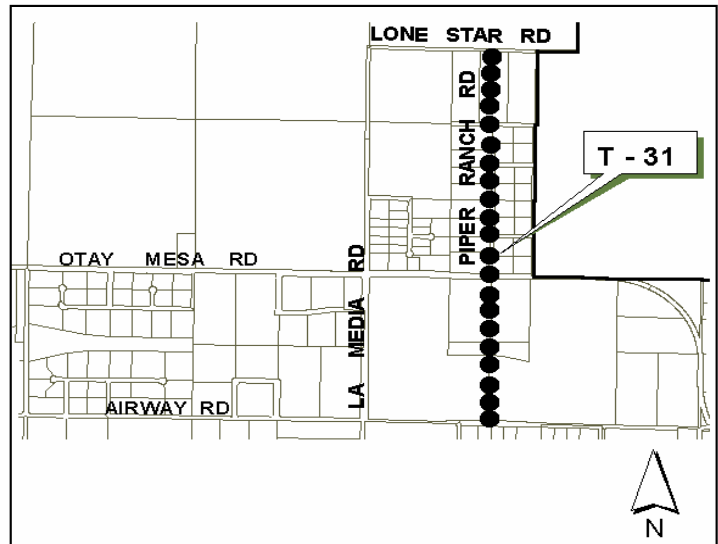 LONE STAR RD
PIPER RANCH RD
T - 31
OTAY MESA RD
LA MEDIA RD
AIRWAY RD
N